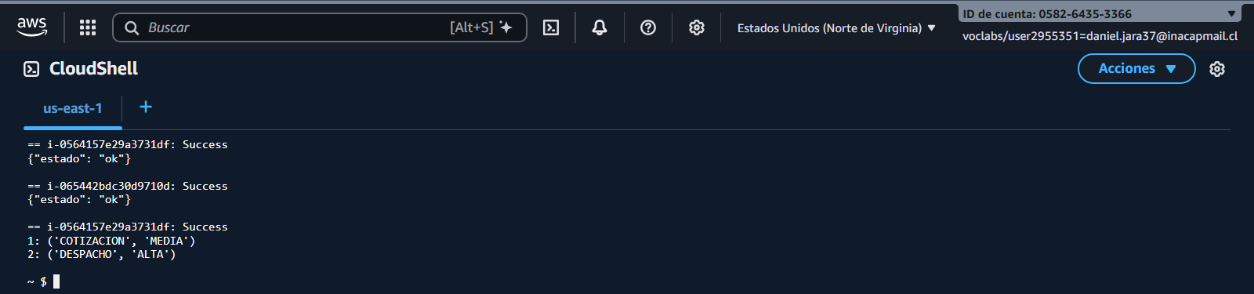 aws
Buscar
[Alt+S]
Estados Unidos (Norte de Virginia) ▼
ID de cuenta: 0582-6435-3366 ▼
voclabs/user2955351=daniel.jara37@inacapmail.cl
CloudShell
Acciones ▼
us-east-1 +
== i-0564157e29a3731df: Success
{"estado": "ok"}
== i-065442bdc30d9710d: Success
{"estado": "ok"}
== i-0564157e29a3731df: Success
1: ('COTIZACION', 'MEDIA')
2: ('DESPACHO', 'ALTA')
~ $